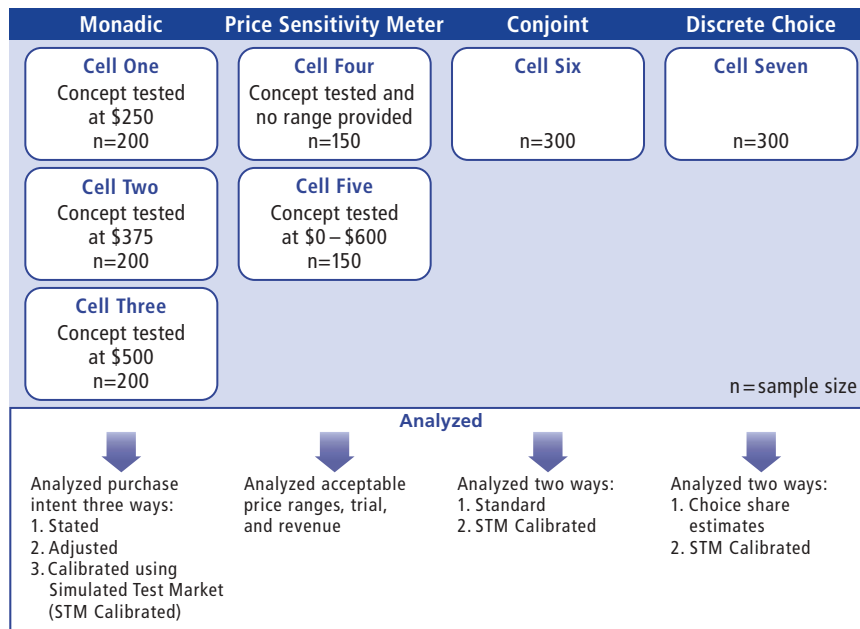 Monadic
Price Sensitivity Meter
Conjoint
Discrete Choice
Cell One
Concept tested
at $250
n=200
Cell Two
Concept tested
at $375
n=200
Cell Three
Concept tested
at $500
n=200
Cell Four
Concept tested and
no range provided
n=150
Cell Five
Concept tested
at $0–$600
n=150
Cell Six
n=300
Cell Seven
n=300
n=sample size
Analyzed
Analyzed purchase
intent three ways:
1. Stated
2. Adjusted
3. Calibrated using
Simulated Test Market
(STM Calibrated)
Analyzed acceptable
price ranges, trial,
and revenue
Analyzed two ways:
1. Standard
2. STM Calibrated
Analyzed two ways:
1. Choice share
estimates
2. STM Calibrated